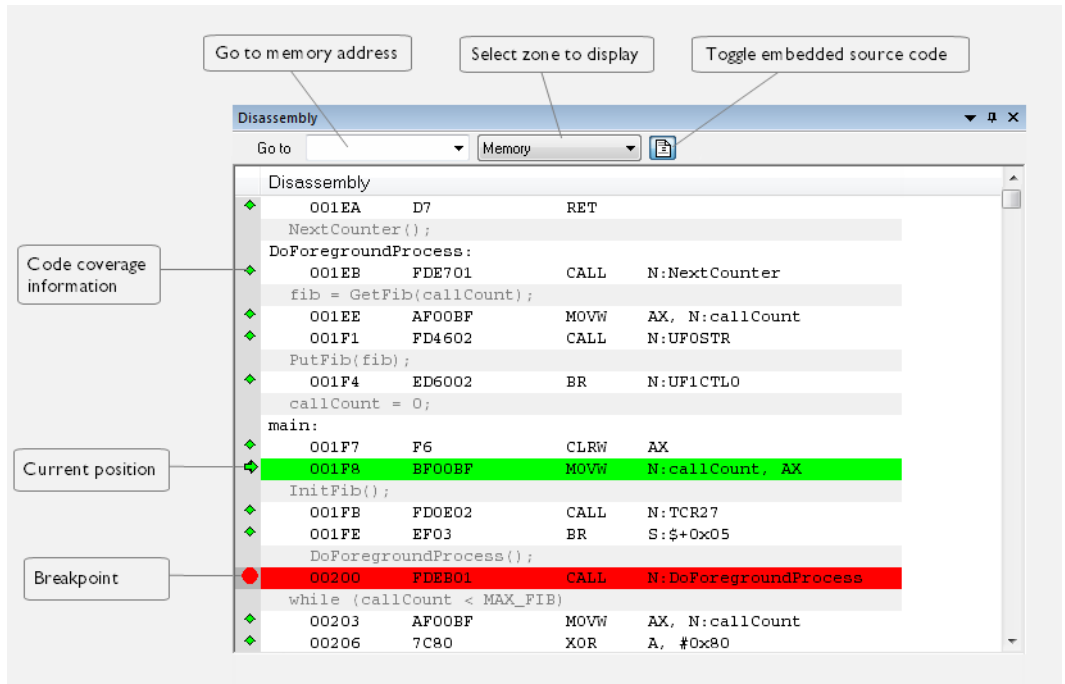 Go to memory address
Select zone to display
Toggle embedded source code
Disassembly
Go to
Memory
Disassembly
001EA D7 RET
NextCounter();
DoForegroundProcess:
Code coverage
information
001EB FDE701 CALL N:NextCounter
fib = GetFib(callCount);
001EE AF00BF MOVW AX, N:callCount
001F1 FD4602 CALL N:UF0STR
PutFib(fib);
001F4 ED6002 BR N:UF1CTL0
callCount = 0;
main:
001F7 F6 CLRW AX
Current position
001F8 BF00BF MOVW N:callCount, AX
InitFib();
001FB FD0E02 CALL N:TCR27
001FE EF03 BR S:$+0x05
DoForegroundProcess();
Breakpoint
00200 FDEB01 CALL N:DoForegroundProcess
while (callCount < MAX_FIB)
00203 AF00BF MOVW AX, N:callCount
00206 7C80 XOR A, #0x80